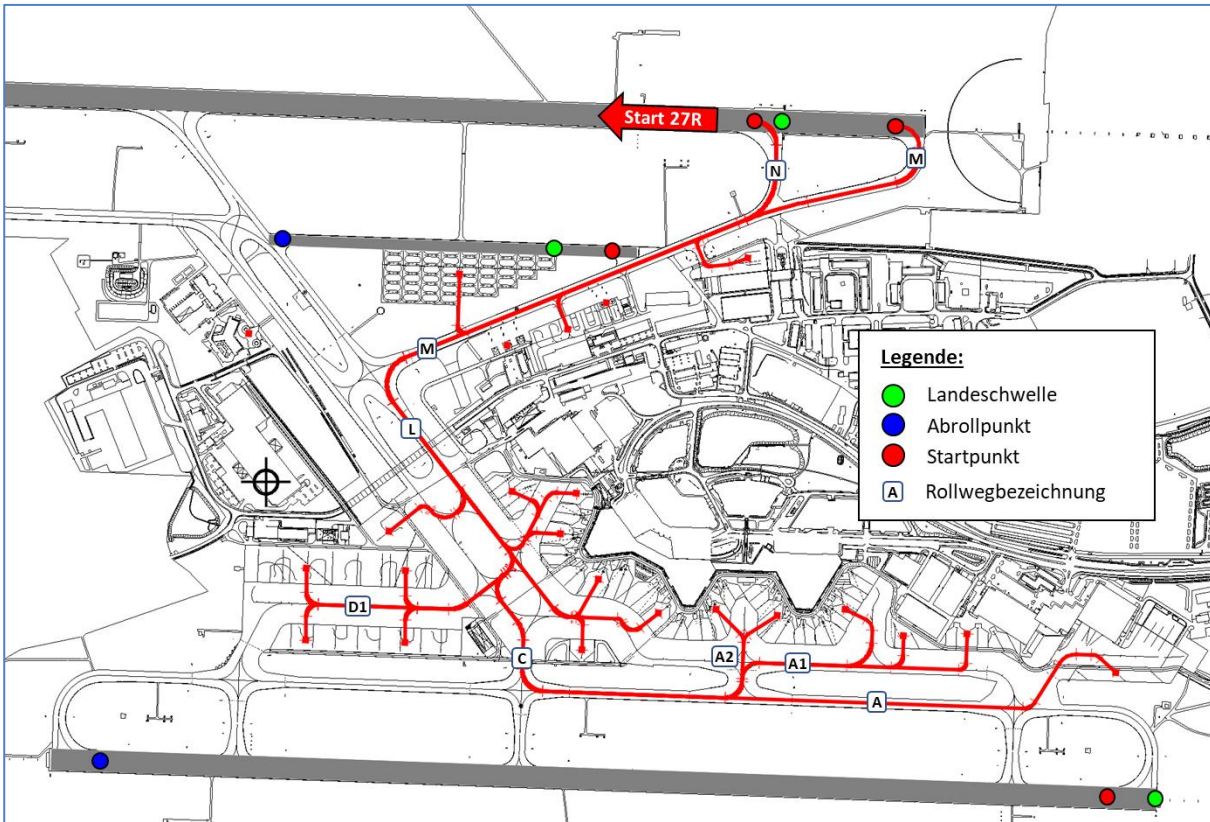 Start 27R
M
N
M
L
Legende:
Landeschwelle
Abrollpunkt
Startpunkt
A Rollwegbezeichnung
D1
C
A2
A1
A